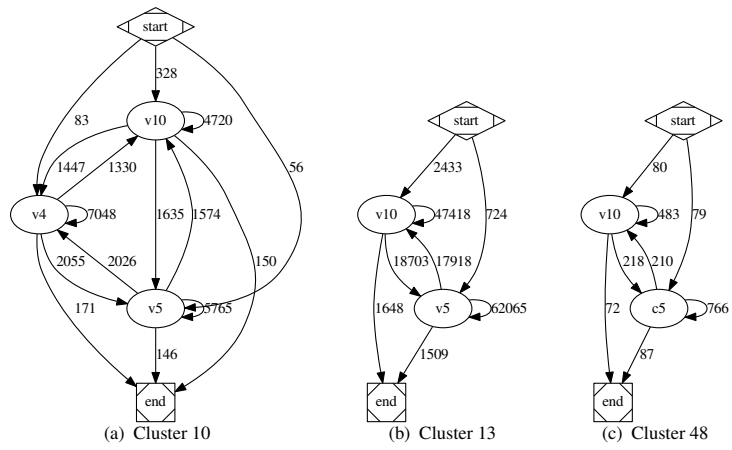 start
328
83
v10
4720
56
1447
1330
v4
7048
1635
1574
2055
2026
150
171
v5
5765
146
end
(a) Cluster 10
start
2433
724
v10
47418
18703
17918
1648
v5
62065
1509
end
(b) Cluster 13
start
80
79
v10
483
218
210
72
c5
766
87
end
(c) Cluster 48